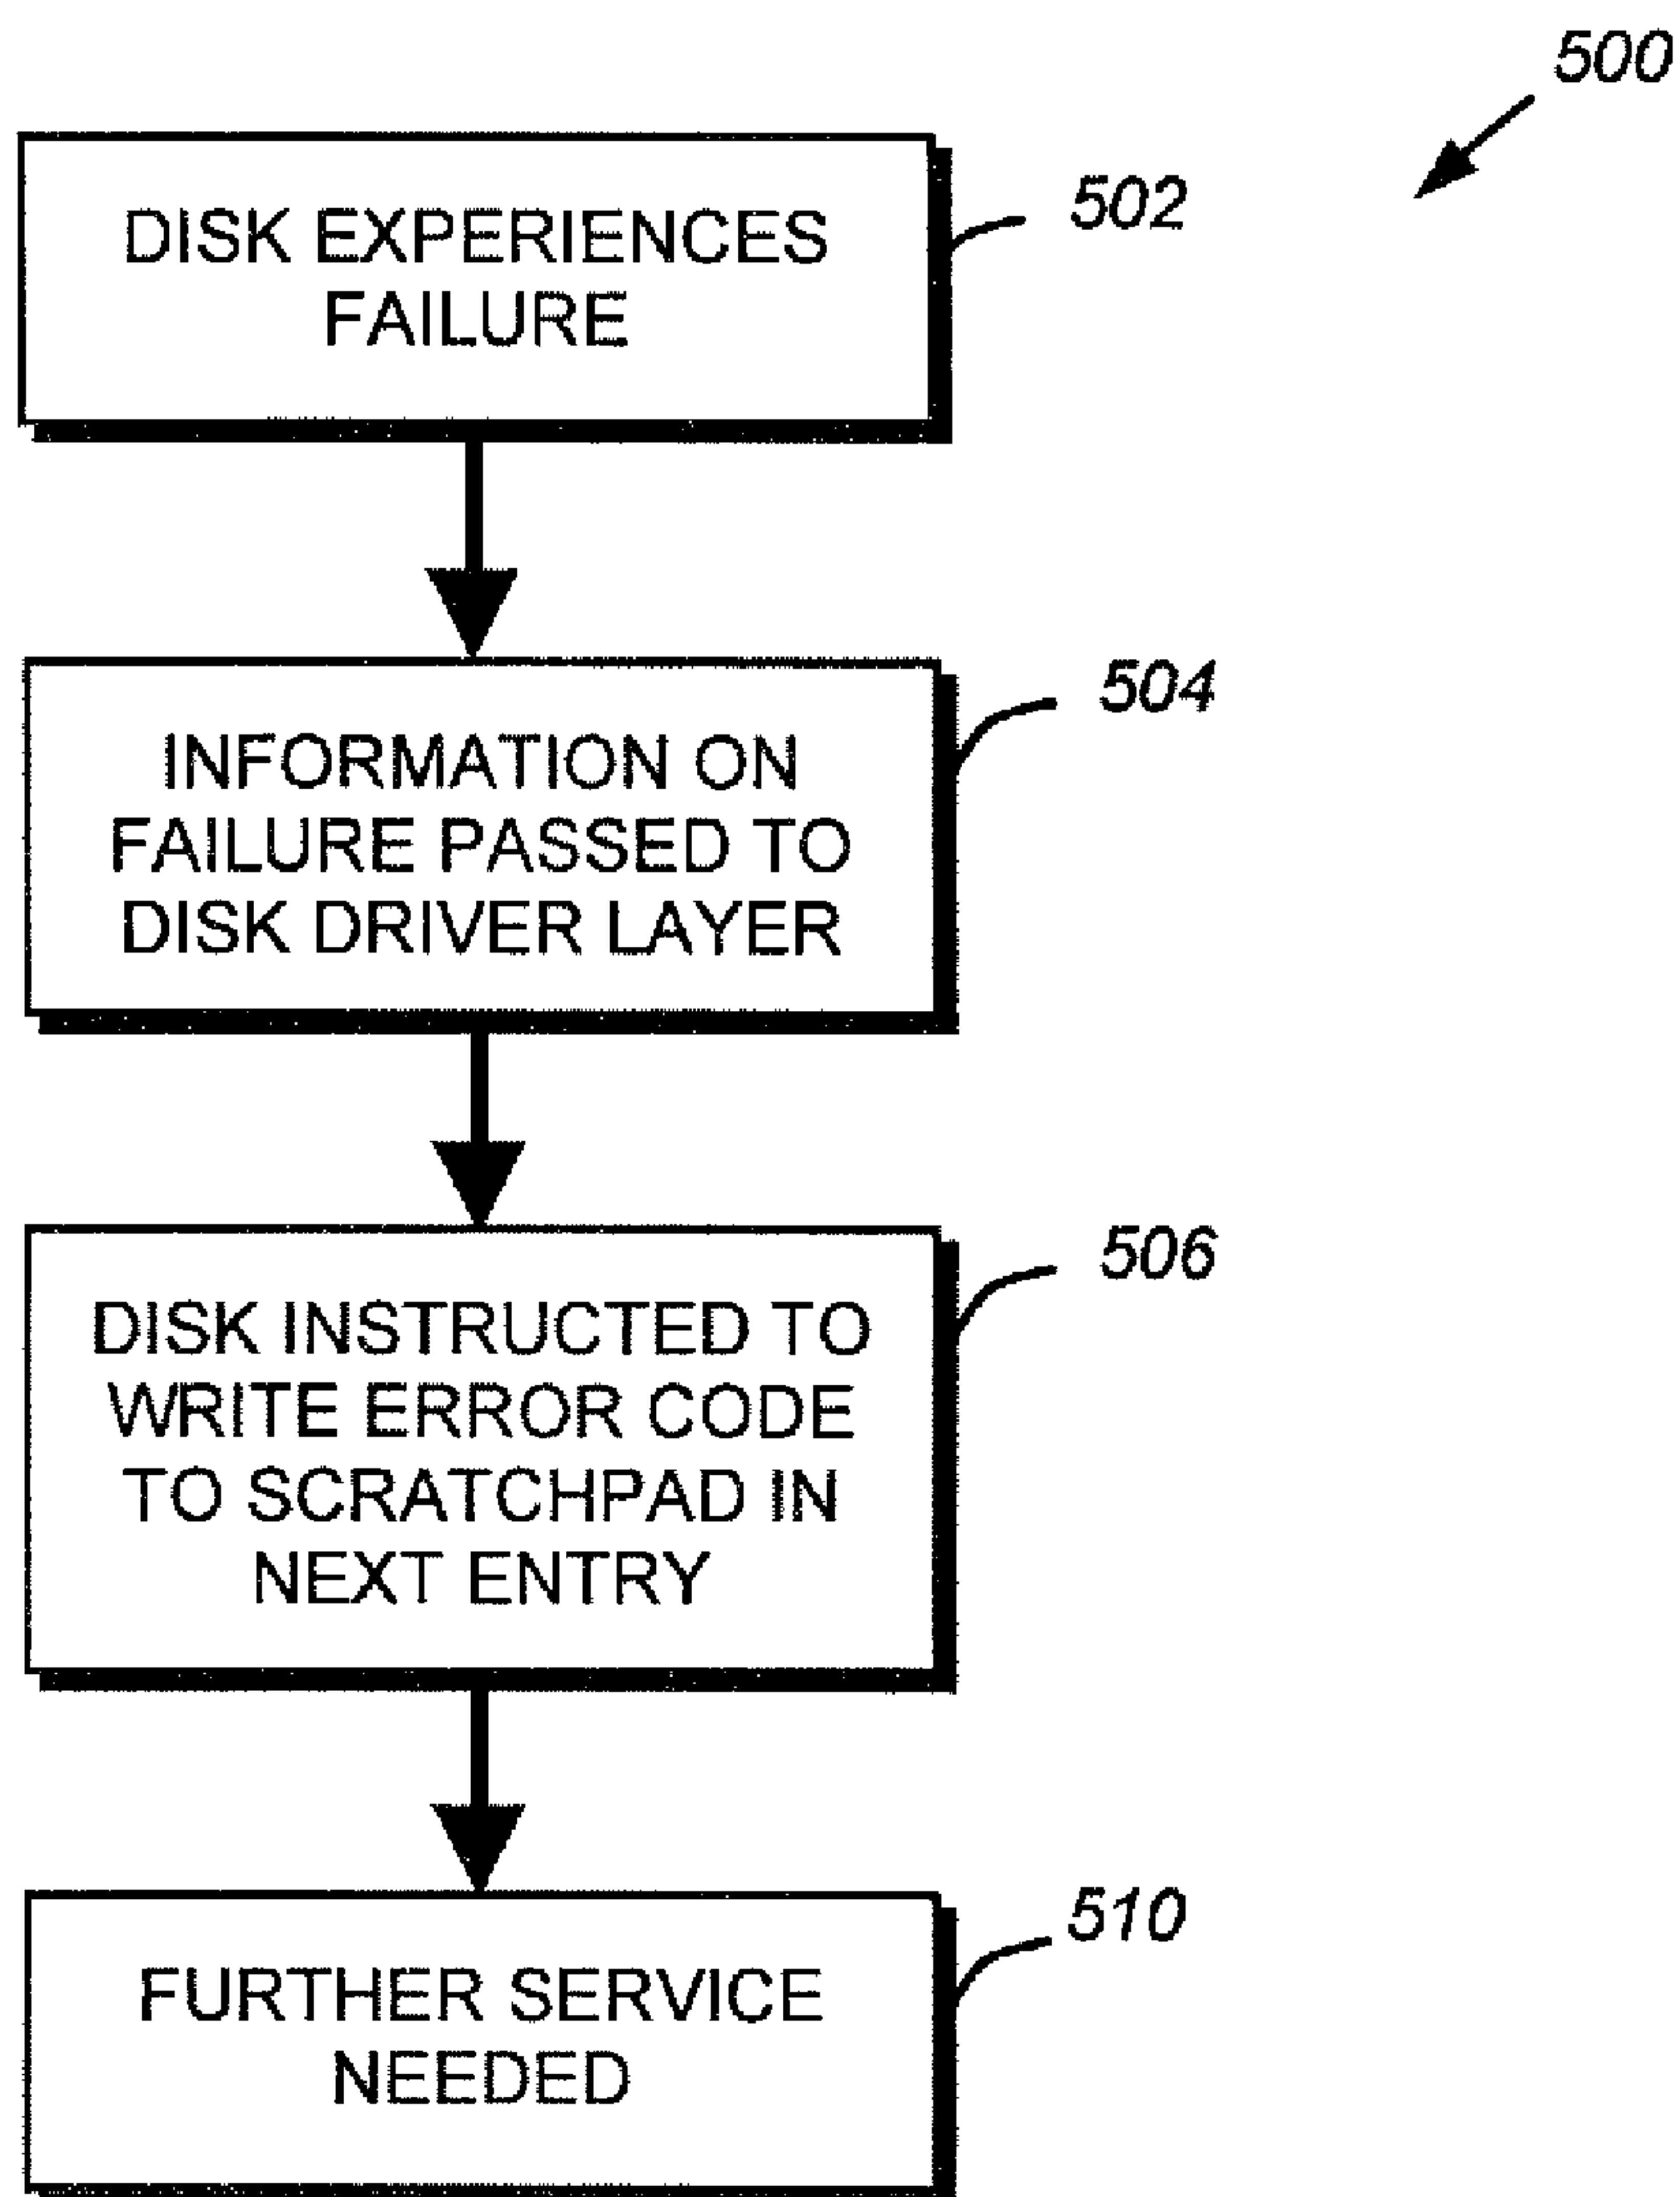 500
DISK EXPERIENCES
FAILURE
502
INFORMATION ON
FAILURE PASSED TO
DISK DRIVER LAYER
504
DISK INSTRUCTED TO
WRITE ERROR CODE
TO SCRATCHPAD IN
NEXT ENTRY
506
FURTHER SERVICE
NEEDED
510